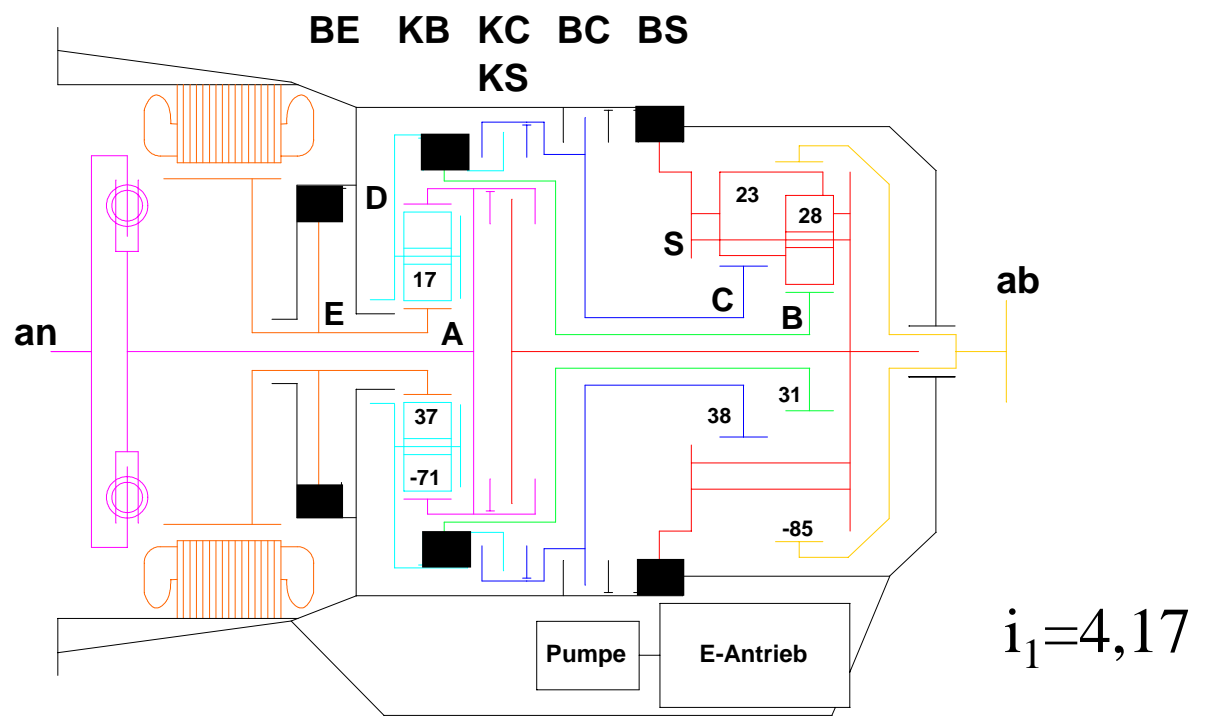 BE KB KC BC BS
KS
D
23
28
S
17
C
B
E
A
an
ab
31
37
38
-71
-85
i₁=4,17
Pumpe
E-Antrieb